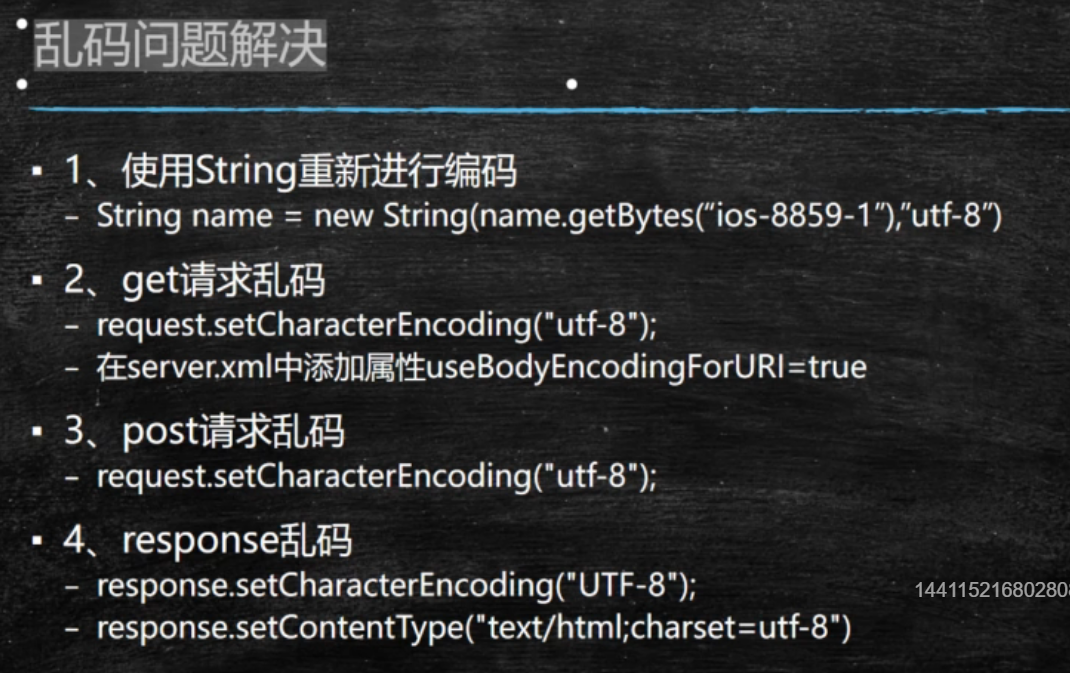 乱码问题解决
▪ 1、使用String重新进行编码
– String name = new String(name.getBytes(“ios-8859-1”),”utf-8”)
▪ 2、get请求乱码
– request.setCharacterEncoding("utf-8");
– 在server.xml中添加属性useBodyEncodingForURI=true
▪ 3、post请求乱码
– request.setCharacterEncoding("utf-8");
▪ 4、response乱码
– response.setCharacterEncoding("UTF-8");
– response.setContentType("text/html;charset=utf-8")